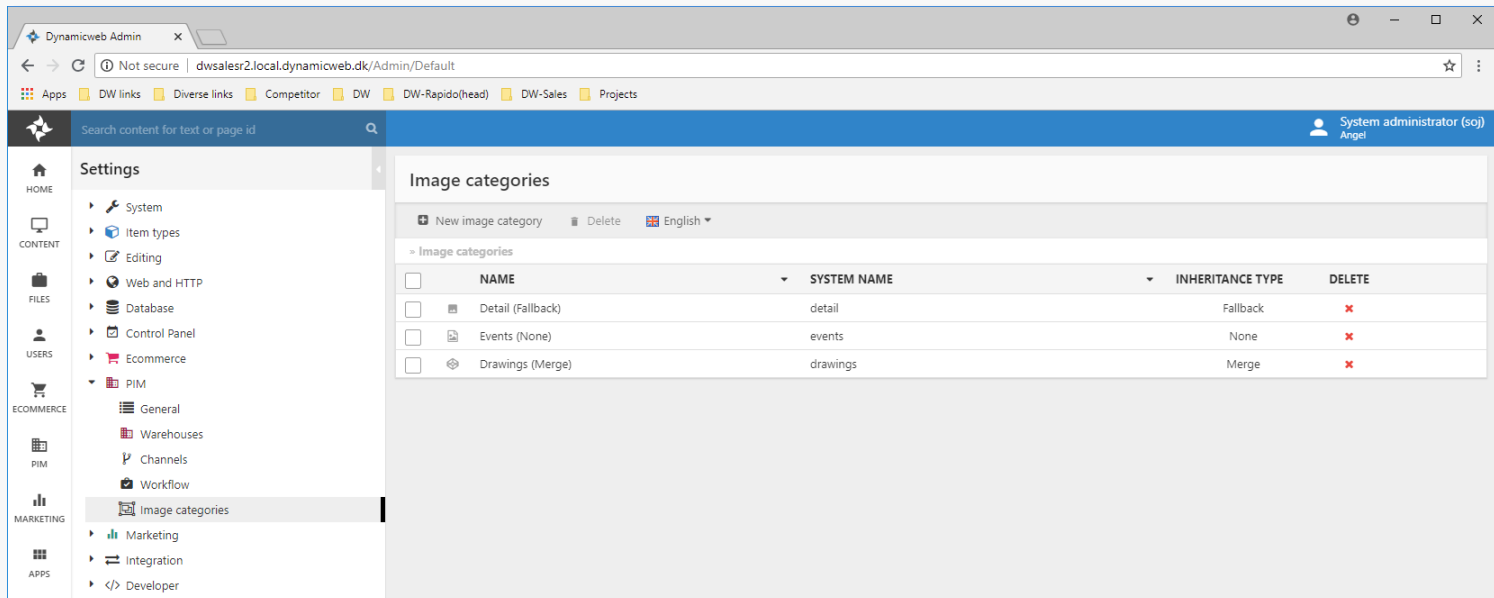 Dynamicweb Admin
Not secure | dwsalesr2.local.dynamicweb.dk/Admin/Default
Apps DW links Diverse links Competitor DW DW-Rapido(head) DW-Sales Projects
Search content for text or page id
System administrator (soj)
Angel
HOME
CONTENT
FILES
USERS
ECOMMERCE
PIM
MARKETING
APPS
Settings
System
Item types
Editing
Web and HTTP
Database
Control Panel
Ecommerce
PIM
General
Warehouses
Channels
Workflow
Image categories
Marketing
Integration
Developer
Image categories
New image category Delete English
» Image categories
NAME SYSTEM NAME INHERITANCE TYPE DELETE
Detail (Fallback) detail Fallback
Events (None) events None
Drawings (Merge) drawings Merge